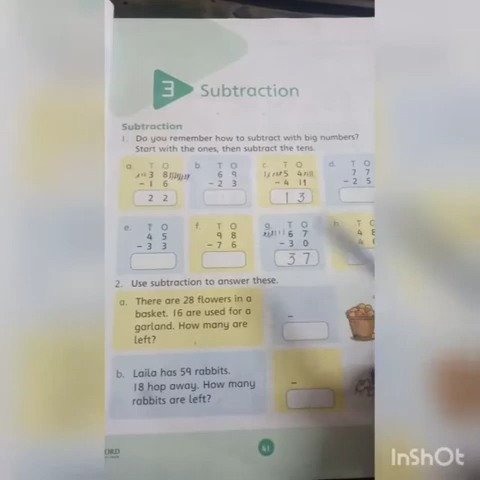 3 Subtraction
Subtraction
1. Do you remember how to subtract with big numbers?
Start with the ones, then subtract the tens.
a. T O b. T O c. T O d. T O
3 8 6 9 5 4 7 7
- 1 6 - 2 3 - 4 1 - 2 5
2 2 1 3
e. T O f. T O g. T O h. T O
4 5 9 8 6 7 4 8
- 3 3 - 7 6 - 3 0 4
3 7
2. Use subtraction to answer these.
a. There are 28 flowers in a
basket. 16 are used for a
garland. How many are
left?
-
b. Laila has 59 rabbits.
18 hop away. How many
rabbits are left?
-
41
InShOt